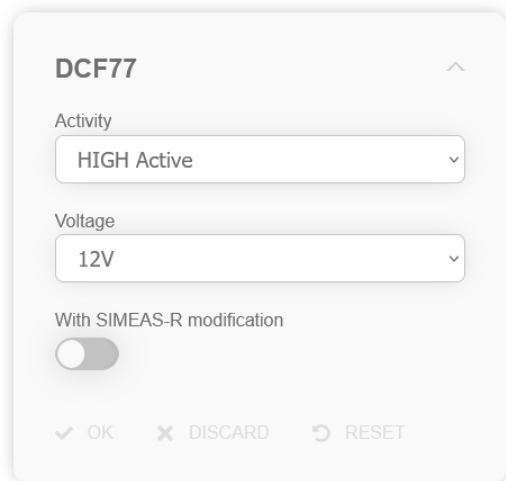 DCF77
Activity
HIGH Active
Voltage
12V
With SIMEAS-R modification
OK DISCARD RESET